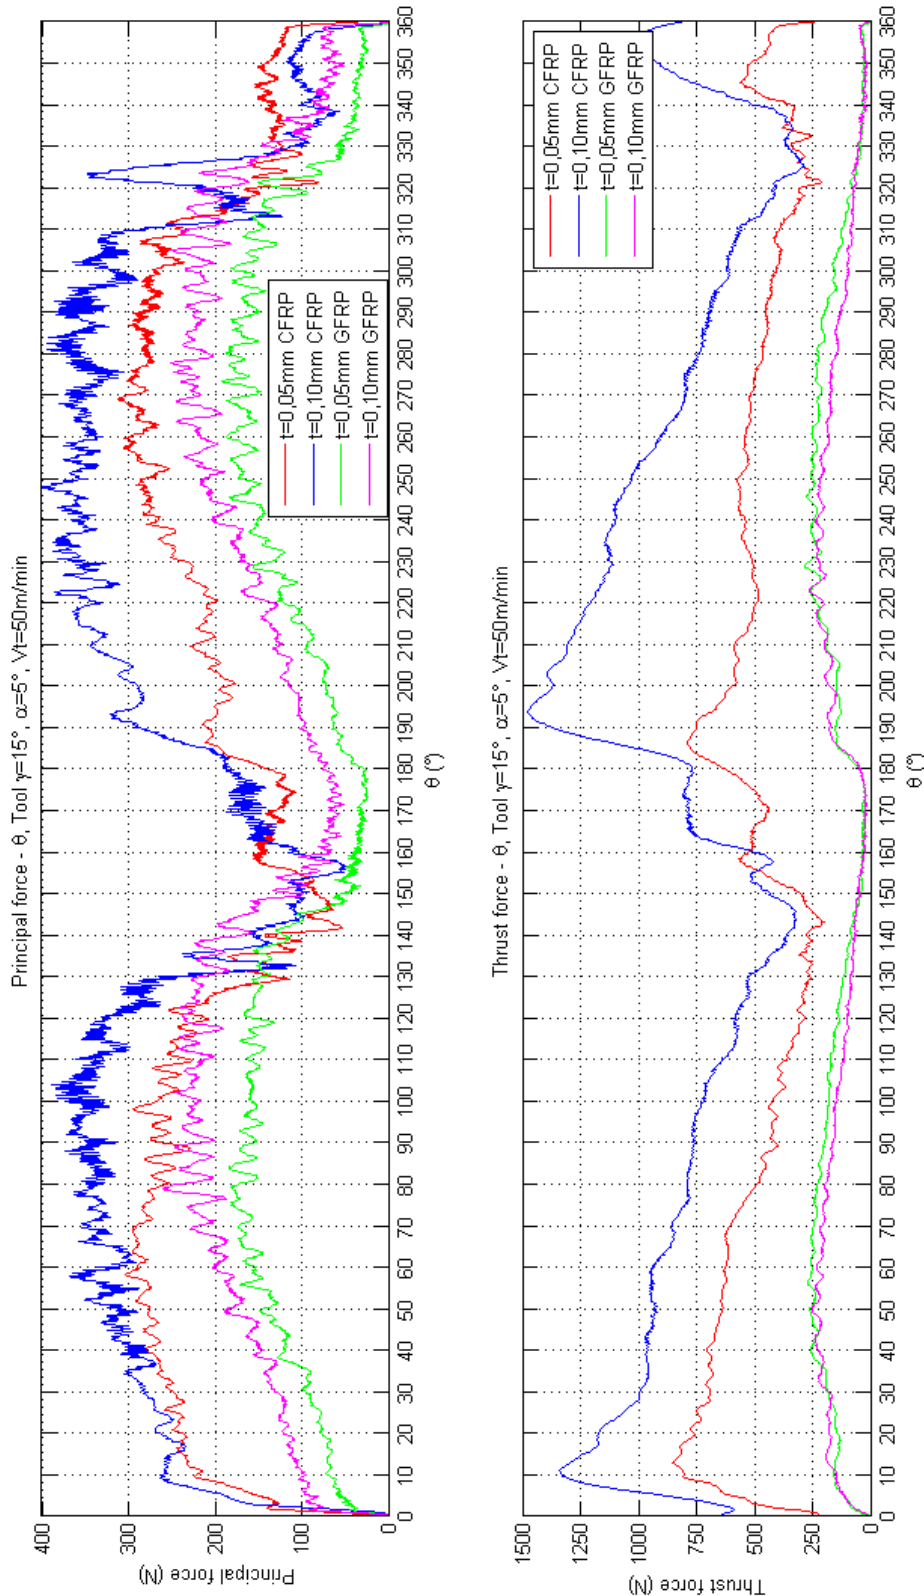 Principal force - θ, Tool γ=15°, α=5°, Vt=50m/min
Principal force (N)
400
300
200
100
0
0 10 20 30 40 50 60 70 80 90 100 110 120 130 140 150 160 170 180 190 200 210 220 230 240 250 260 270 280 290 300 310 320 330 340 350 360
θ (°)
t=0,05mm CFRP
t=0,10mm CFRP
t=0,05mm GFRP
t=0,10mm GFRP
Thrust force - θ, Tool γ=15°, α=5°, Vt=50m/min
Thrust force (N)
1500
1250
1000
750
500
250
0
0 10 20 30 40 50 60 70 80 90 100 110 120 130 140 150 160 170 180 190 200 210 220 230 240 250 260 270 280 290 300 310 320 330 340 350 360
θ (°)
t=0,05mm CFRP
t=0,10mm CFRP
t=0,05mm GFRP
t=0,10mm GFRP